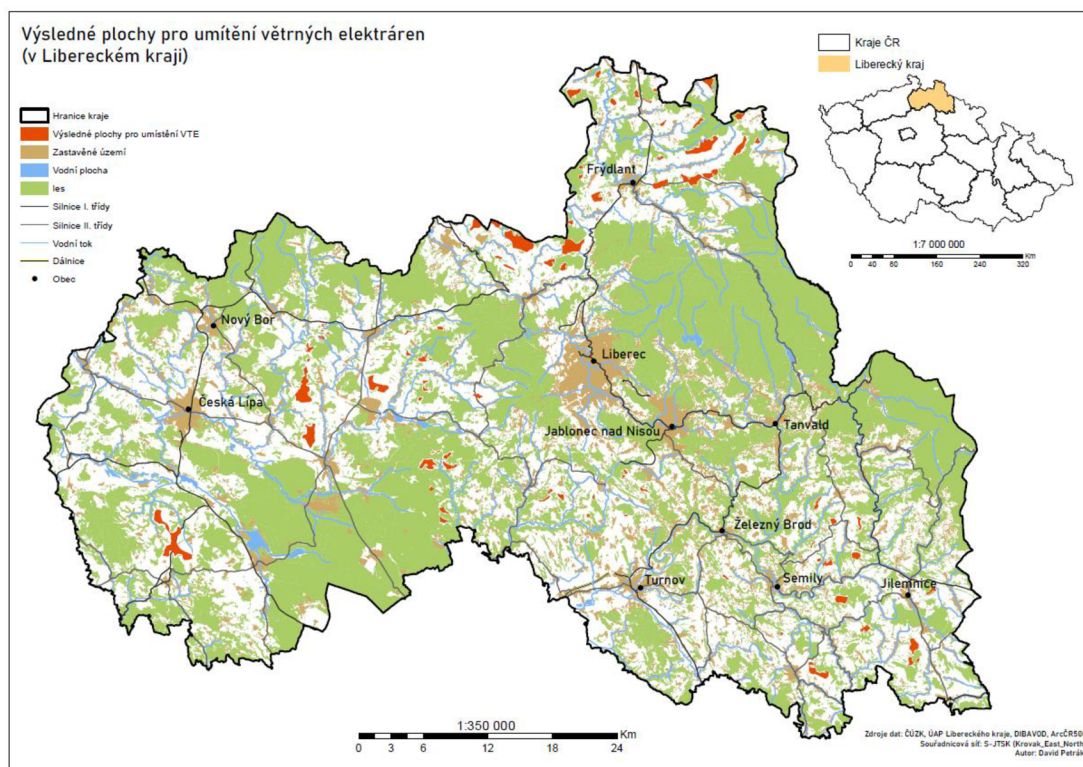 Výsledné plochy pro umítění větrných elektráren
(v Libereckém kraji)
Hranice kraje
Výsledné plochy pro umístění VTE
Zastavěné území
Vodní plocha
les
Silnice I. třídy
Silnice II. třídy
Vodní tok
Dálnice
Obec
Kraje ČR
Liberecký kraj
1:7 000 000
Km
0 20 40 80 160 240 320
Frýdlant
Nový Bor
Liberec
Česká Lípa
Jablonec nad Nisou
Tanvald
Železný Brod
Turnov
Semily
Jilemnice
1:350 000
Km
0 1,5 3 6 12 18 24
Zdroje dat: ČÚZK, ÚAP Libereckého kraje, DIBAVOD, ArcČR500
Souřadnicová síť: S-JTSK (Krovak_East_North
Autor: David Petrák